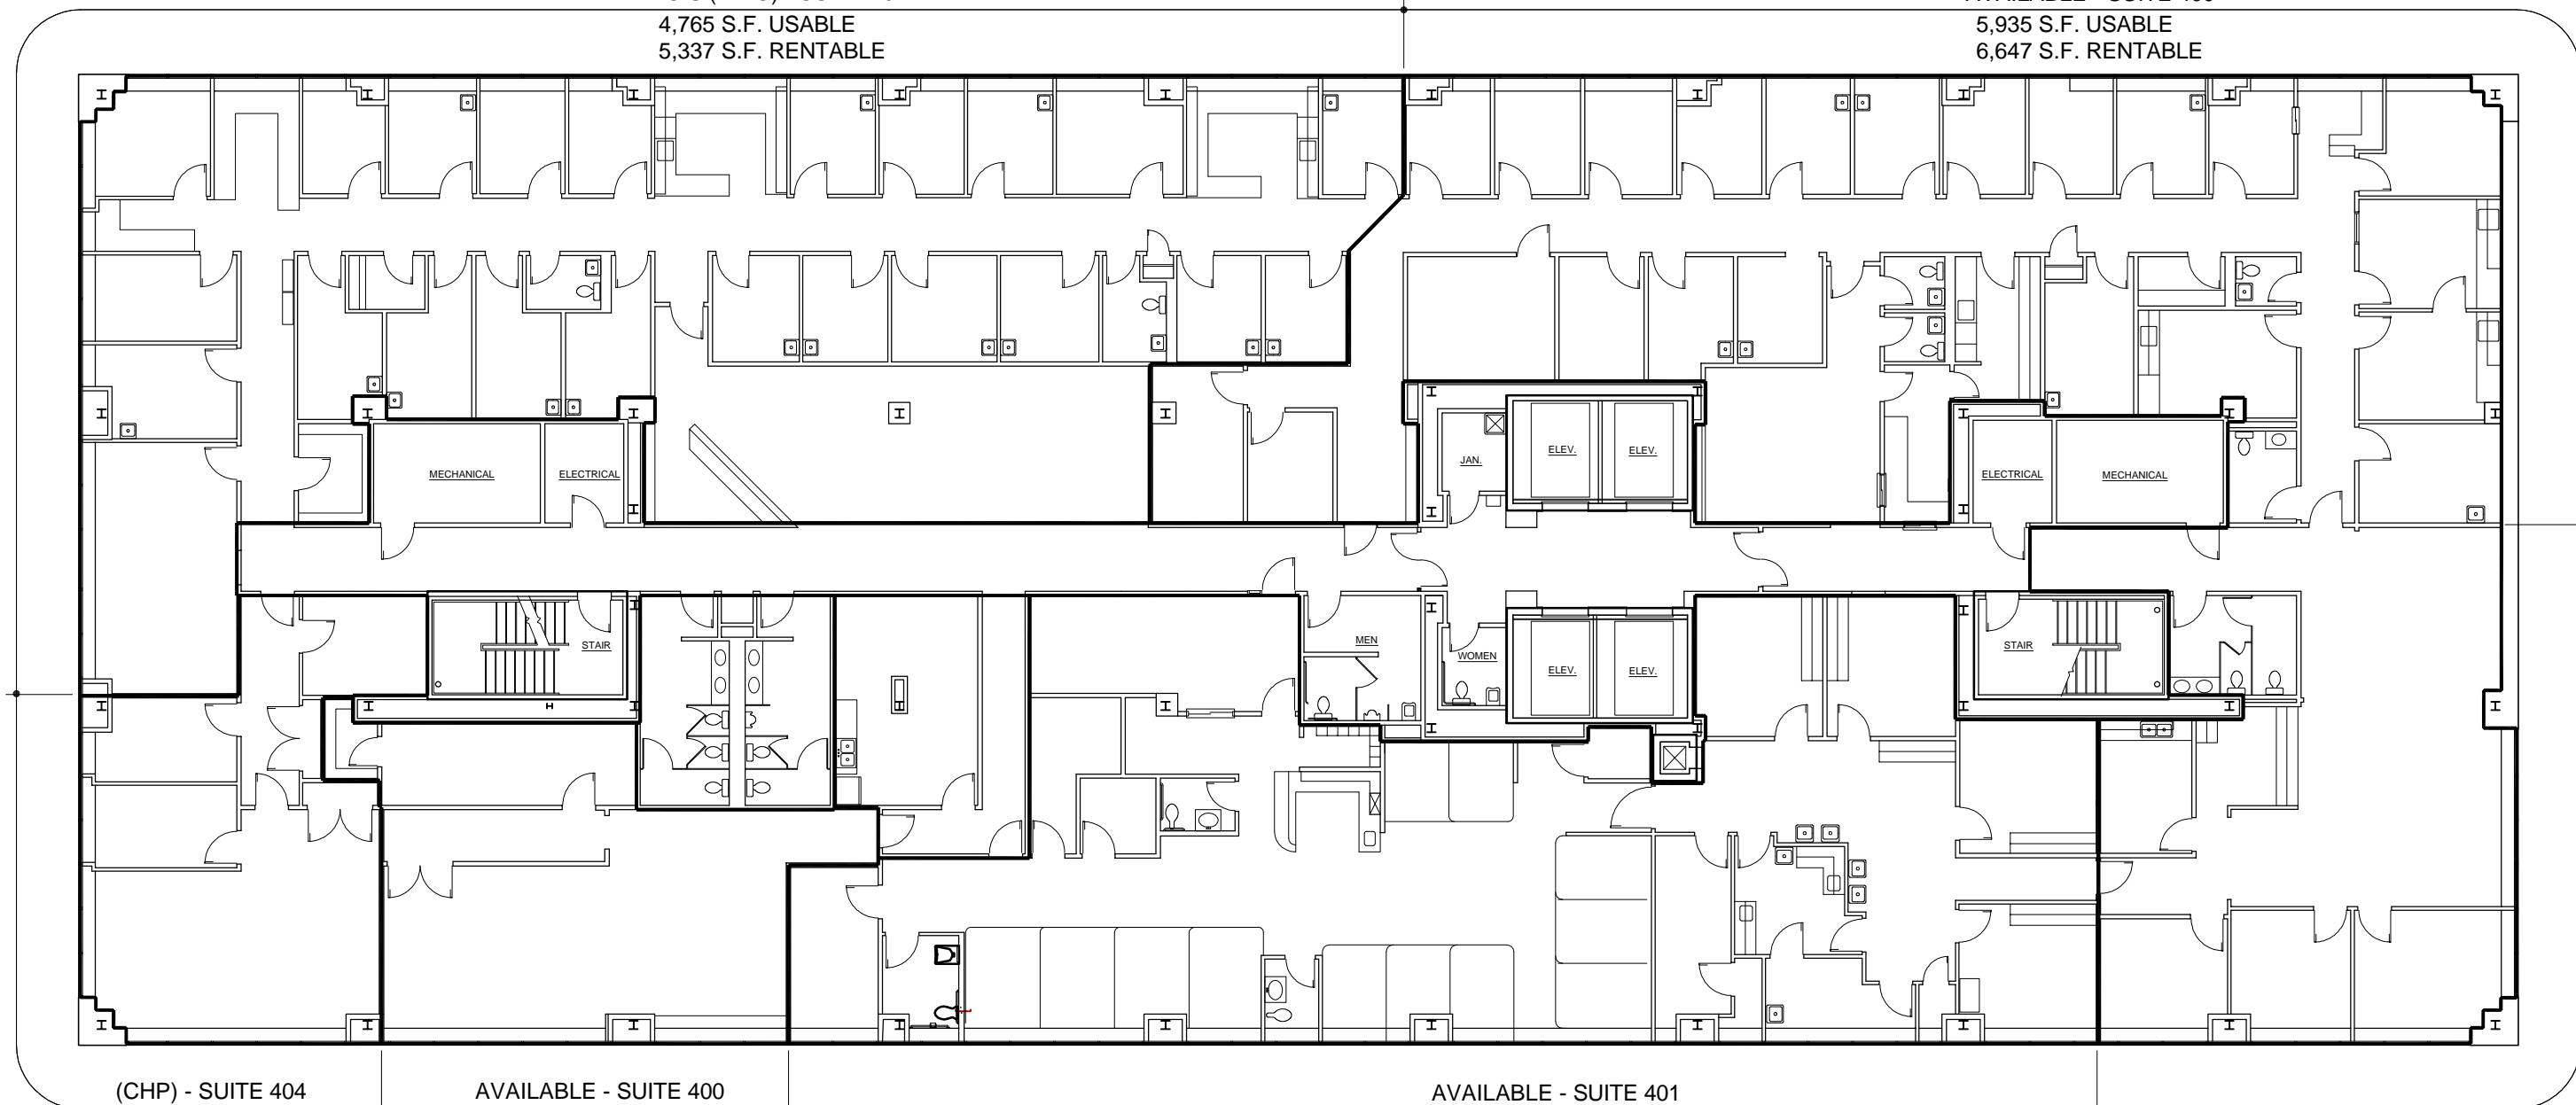 4,765 S.F. USABLE
5,337 S.F. RENTABLE
5,935 S.F. USABLE
6,647 S.F. RENTABLE
MECHANICAL
ELECTRICAL
JAN.
ELEV.
ELEV.
ELECTRICAL
MECHANICAL
STAIR
MEN
WOMEN
ELEV.
ELEV.
STAIR
(CHP) - SUITE 404
AVAILABLE - SUITE 400
AVAILABLE - SUITE 401